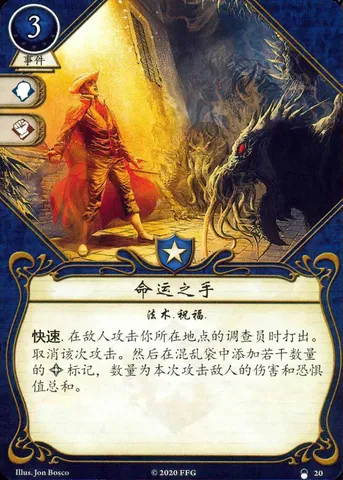 3
事件
命运之手
法术.祝福.
快速. 在敌人攻击你所在地点的调查员时打出。
取消该次攻击。然后在混乱袋中添加若干数量
的 标记，数量为本次攻击敌人的伤害和恐惧
值总和。
Illus. Jon Bosco
© 2020 FFG
20